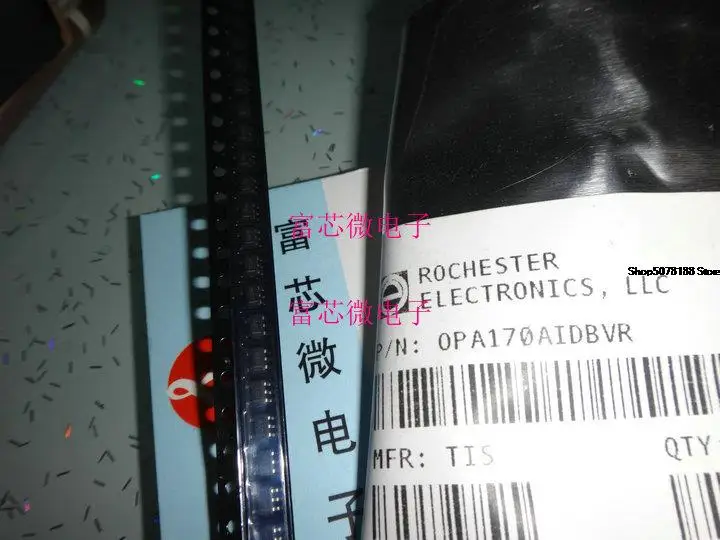 富芯微电子
富芯微电子
富芯微电子
Shop5078188 Store
ROCHESTER
ELECTRONICS, LLC
P/N: OPA170AIDBVR
MFR: TIS
QTY